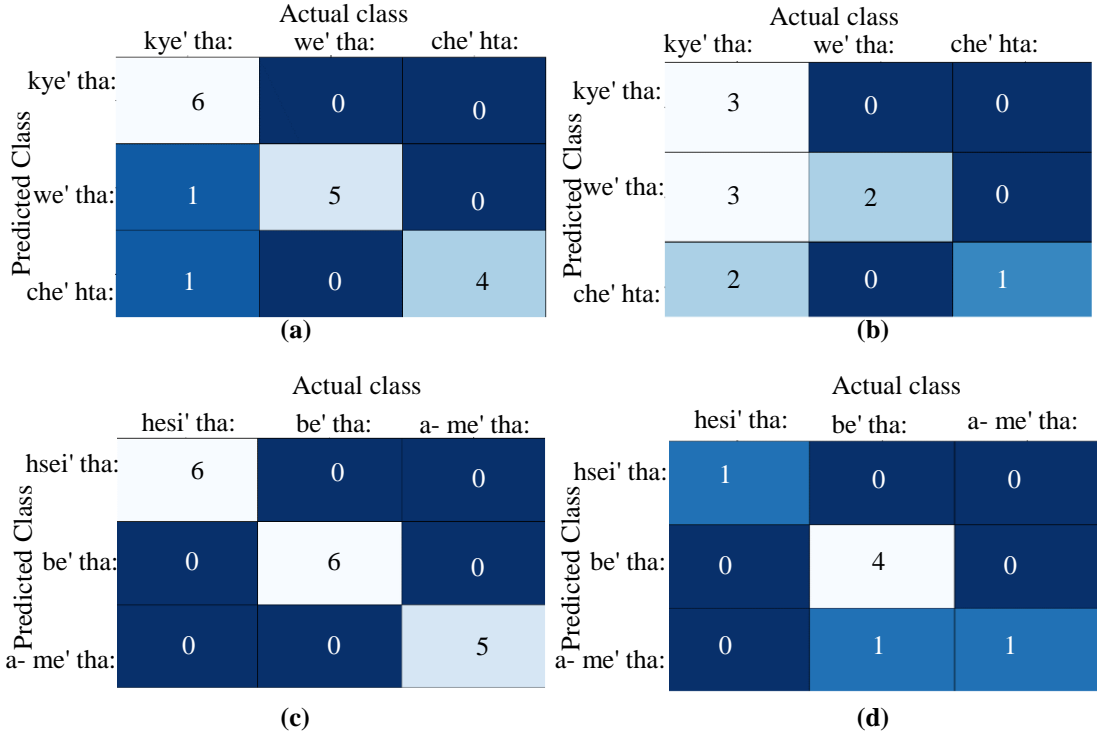 Actual class
kye' tha: we' tha: che' hta:
Predicted Class
kye' tha: 6 0 0
we' tha: 1 5 0
che' hta: 1 0 4
(a)
Actual class
kye' tha: we' tha: che' hta:
Predicted Class
kye' tha: 3 0 0
we' tha: 3 2 0
che' hta: 2 0 1
(b)
Actual class
hesi' tha: be' tha: a- me' tha:
Predicted Class
hsei' tha: 6 0 0
be' tha: 0 6 0
a- me' tha: 0 0 5
(c)
Actual class
hesi' tha: be' tha: a- me' tha:
Predicted Class
hsei' tha: 1 0 0
be' tha: 0 4 0
a- me' tha: 0 1 1
(d)